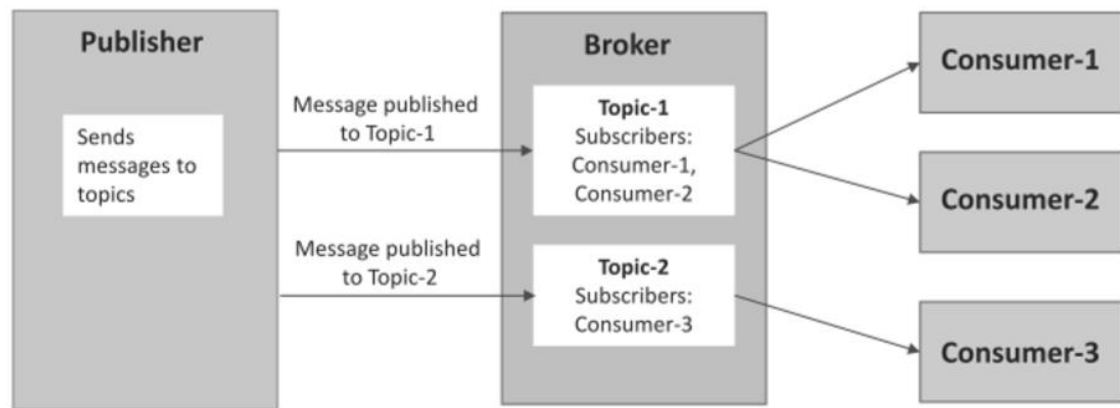 Publisher
Sends
messages to
topics
Message published
to Topic-1
Message published
to Topic-2
Broker
Topic-1
Subscribers:
Consumer-1,
Consumer-2
Topic-2
Subscribers:
Consumer-3
Consumer-1
Consumer-2
Consumer-3